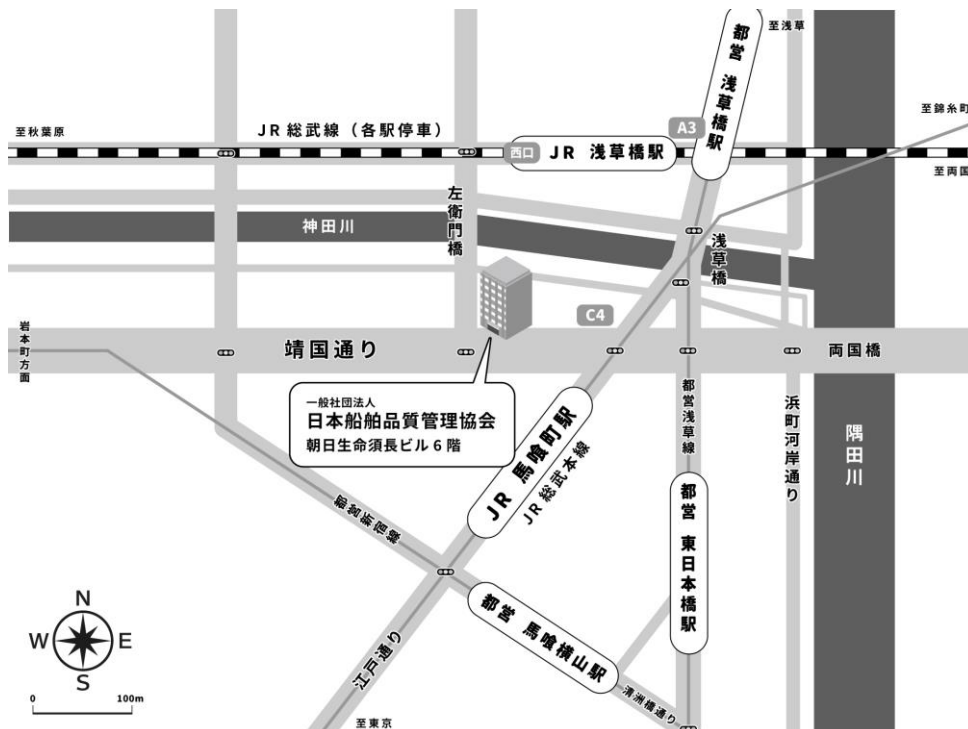 都営 浅草橋駅
至浅草
A3
至錦糸町
至秋葉原
JR 総武線（各駅停車）
西口
JR 浅草橋駅
至両国
左衛門橋
神田川
浅草橋
C4
岩本町方面
靖国通り
両国橋
一般社団法人
日本船舶品質管理協会
朝日生命須長ビル 6 階
JR 馬喰町駅
JR 総武本線
都営浅草線
浜町河岸通り
隅田川
都営新宿線
都営 東日本橋駅
都営 馬喰横山駅
清洲橋通り
江戸通り
至東京
N
W
E
S
0
100m